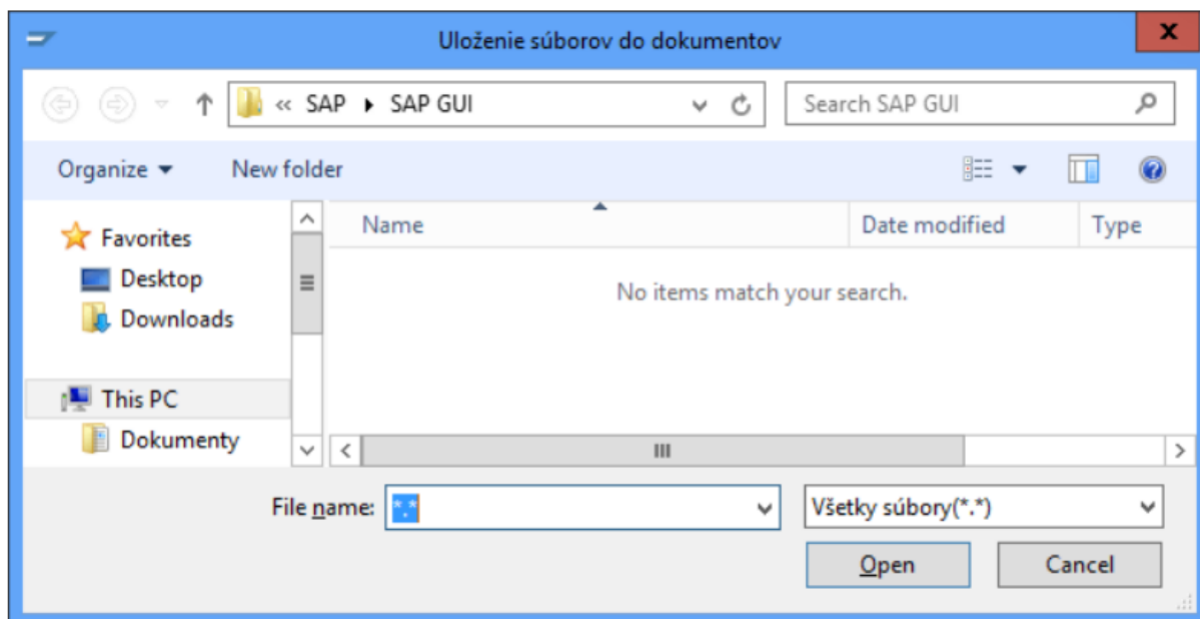 Uloženie súborov do dokumentov
« SAP ▸ SAP GUI
Search SAP GUI
Organize
New folder
Name
Date modified
Type
Favorites
Desktop
Downloads
This PC
Dokumenty
No items match your search.
File name: *.*
Všetky súbory(*.*)
Open
Cancel